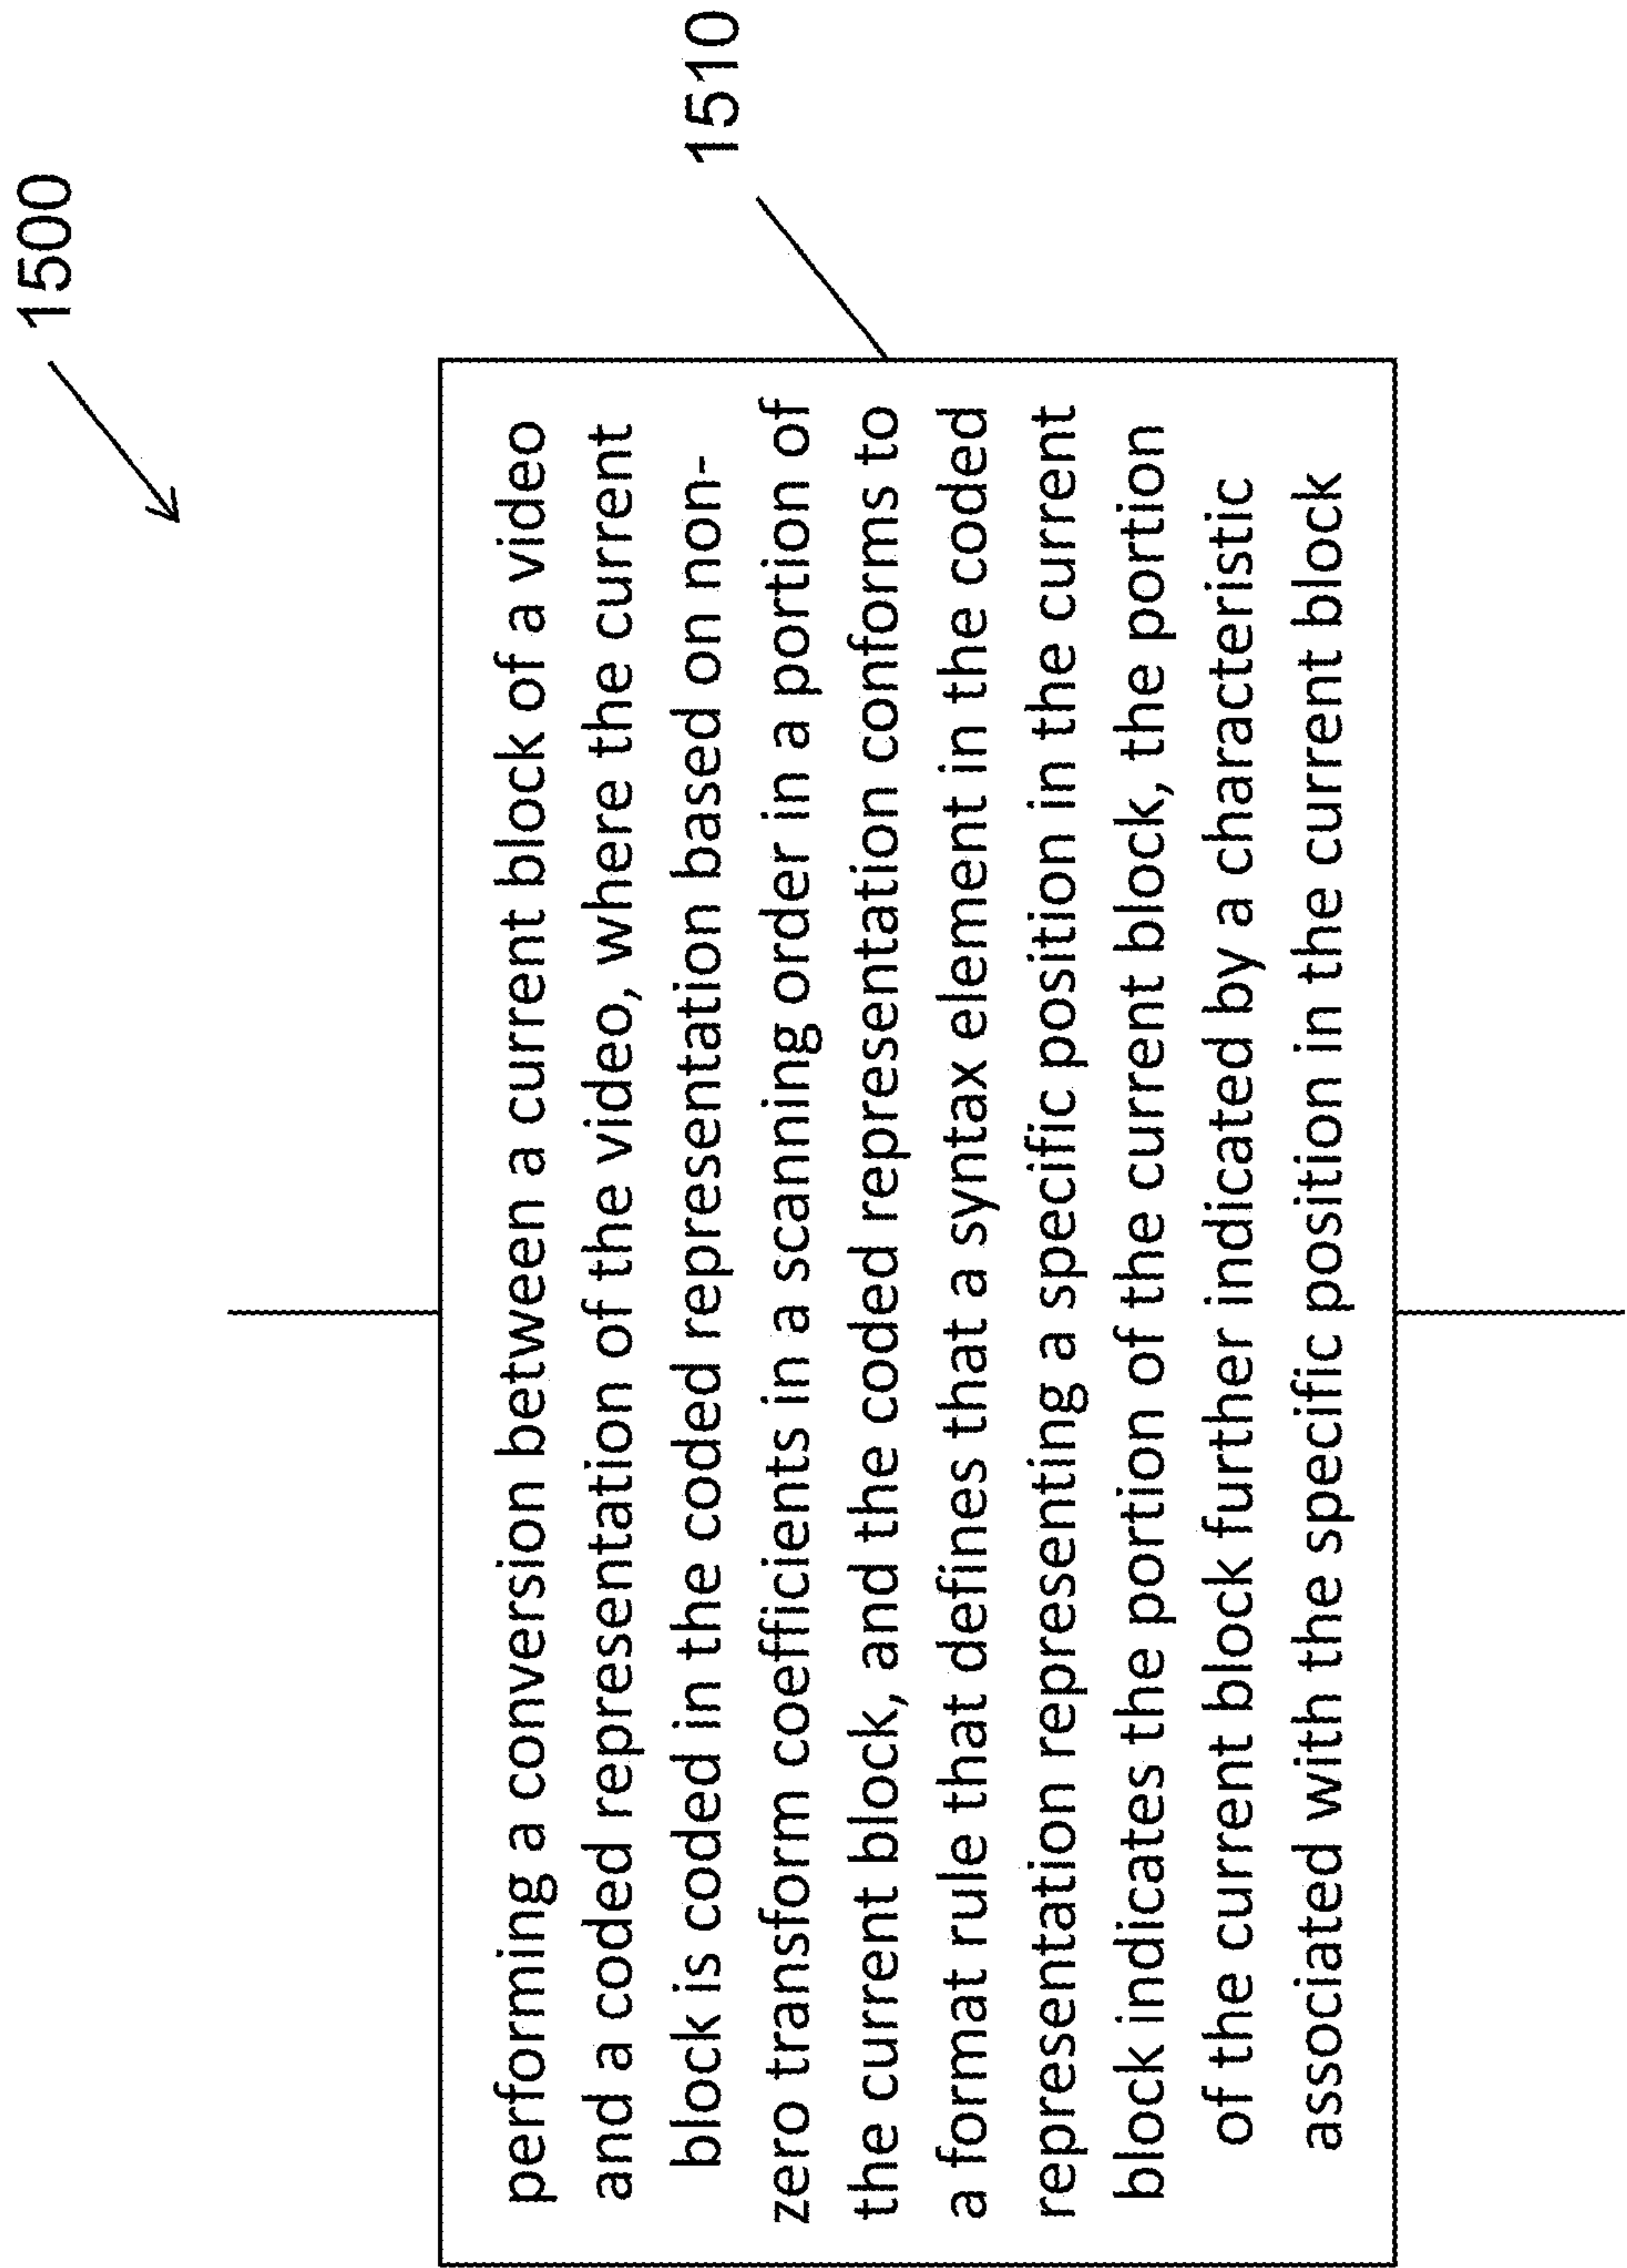 1500
1510
performing a conversion between a current block of a video
and a coded representation of the video, where the current
block is coded in the coded representation based on non-
zero transform coefficients in a scanning order in a portion of
the current block, and the coded representation conforms to
a format rule that defines that a syntax element in the coded
representation representing a specific position in the current
block indicates the portion of the current block, the portion
of the current block further indicated by a characteristic
associated with the specific position in the current block